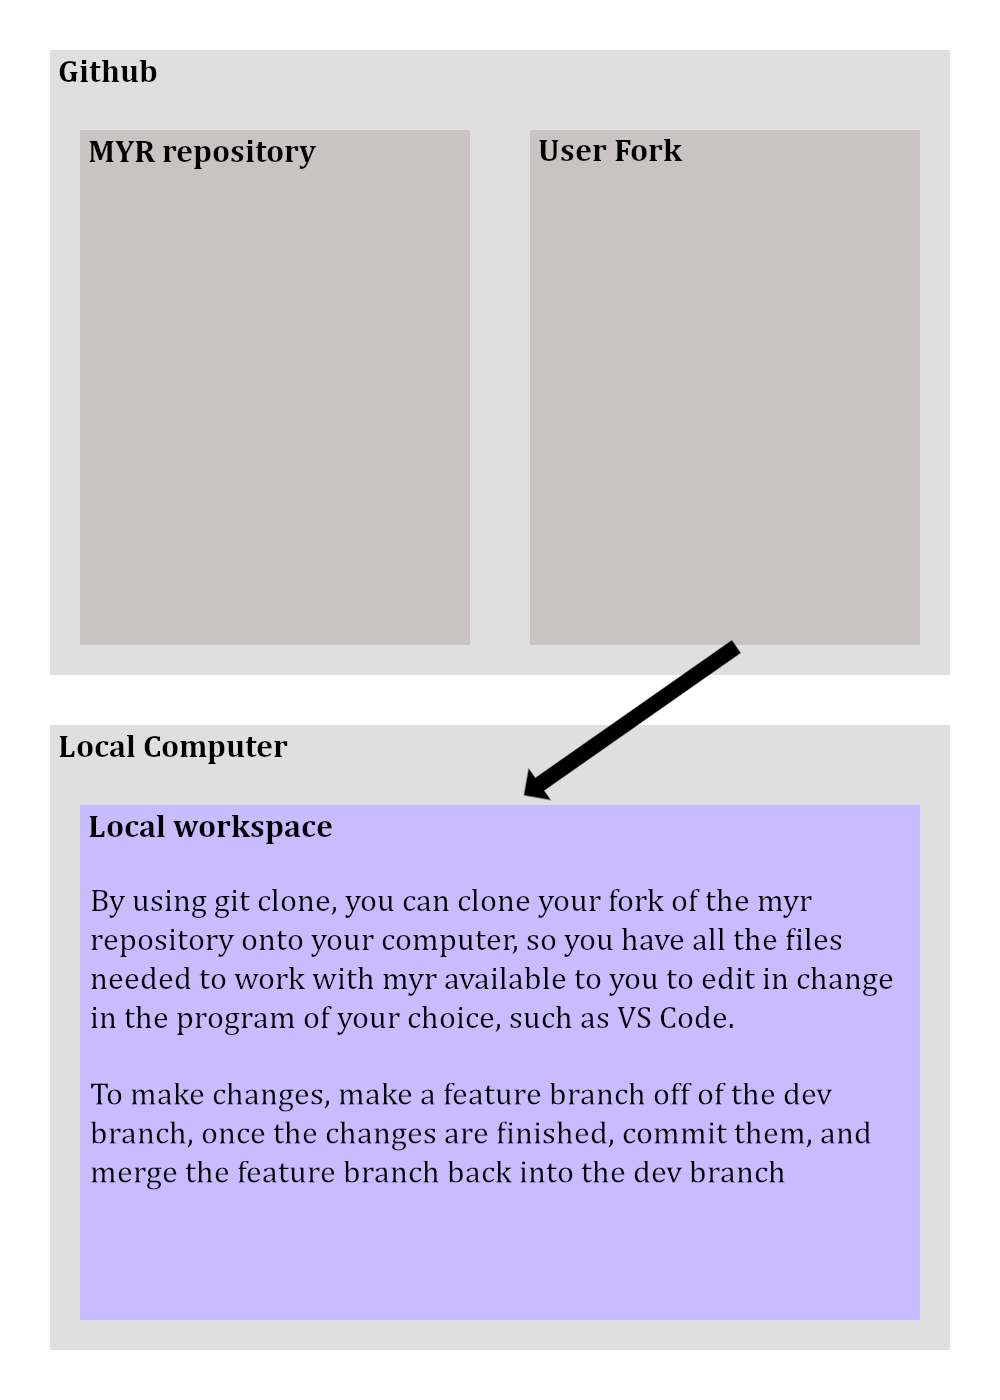 Github
MYR repository
User Fork
Local Computer
Local workspace
By using git clone, you can clone your fork of the myr
repository onto your computer, so you have all the files
needed to work with myr available to you to edit in change
in the program of your choice, such as VS Code.
To make changes, make a feature branch off of the dev
branch, once the changes are finished, commit them, and
merge the feature branch back into the dev branch